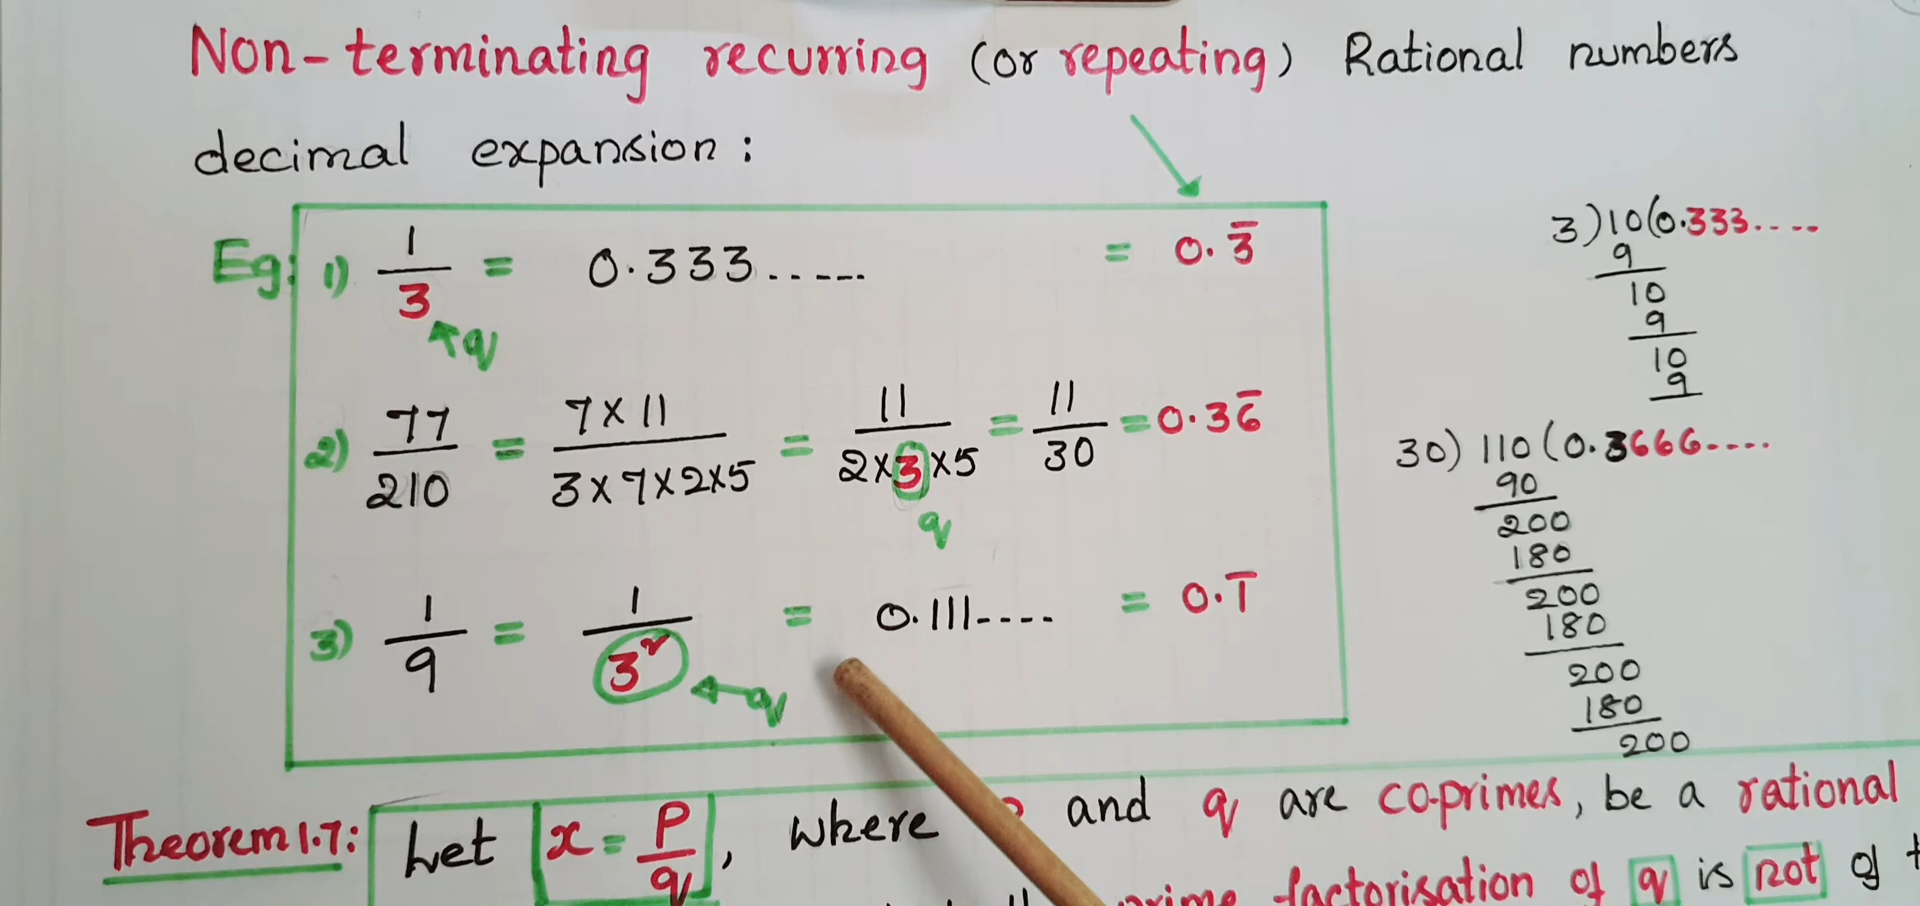 Non-terminating recurring (or repeating) Rational numbers
decimal expansion:
Eg: 1) 1/3 = 0.333..... = 0.3̅
q
2) 77/210 = 7×11/3×7×2×5 = 11/2×3×5 = 11/30 = 0.36̅
q
3) 1/9 = 1/3² = 0.111.... = 0.1̅
q
3)10(0.333....
9
10
9
10
9
30)110(0.3666....
90
200
180
200
180
200
180
200
Theorem 1.7: Let x = P/q, where and q are co-primes, be a rational
factorisation of q is not of